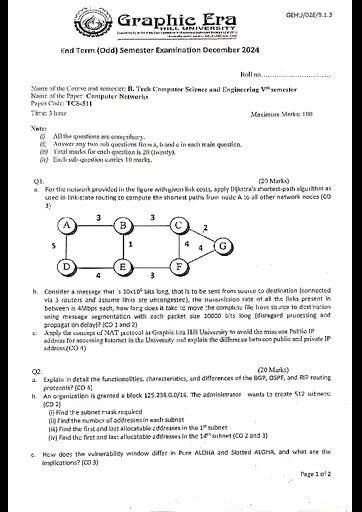 GEHU/02E/9.1.3
Graphic Era
HILL UNIVERSITY
End Term (Odd) Semester Examination December 2024
Roll no
Name of the Course and semester: B. Tech Computer Science and Engineering Vth semester
Name of the Paper: Computer Networks
Paper Code: TCS-511
Time: 3 hour Maximum Marks: 100
Note:
(i) All the questions are compulsory.
(ii) Answer any two sub questions from a, b and c in each main question.
(iii) Total marks for each question is 20 (twenty).
(iv) Each sub-question carries 10 marks.
Q1. (20 Marks)
a. For the network provided in the figure with given link costs, apply Dijkstra's shortest-path algorithm as
used in link-state routing to compute the shortest paths from node A to all other network nodes (CO
3)
A 3 B 3 C 2
5 1 4 4 G
D 4 E 3 F
b. Consider a message that is 10x10⁶ bits long, that is to be sent from source to destination (connected
via 3 routers and assume links are uncongested), the transmission rate of all the links present in
between is 4Mbps each, how long does it take to move the complete file from source to destination
using message segmentation with each packet size 10000 bits long (disregard processing and
propagation delay)? (CO 1 and 2)
c. Apply the concept of NAT protocol in Graphic Era Hill University to avoid the misuse Public IP
address for accessing Internet in the University and explain the difference between public and private IP
address.(CO 4)
Q2. (20 Marks)
a. Explain in detail the functionalities, characteristics, and differences of the BGP, OSPF, and RIP routing
protocols? (CO 4)
b. An organization is granted a block 125.238.0.0/16. The administrator wants to create 512 subnets:
(CO 2)
(i) Find the subnet mask required
(ii) Find the number of addresses in each subnet
(iii) Find the first and last allocatable addresses in the 1st subnet
(iv) Find the first and last allocatable addresses in the 14th subnet (CO 2 and 3)
c. How does the vulnerability window differ in Pure ALOHA and Slotted ALOHA, and what are the
implications? (CO 3)
Page 1 of 2